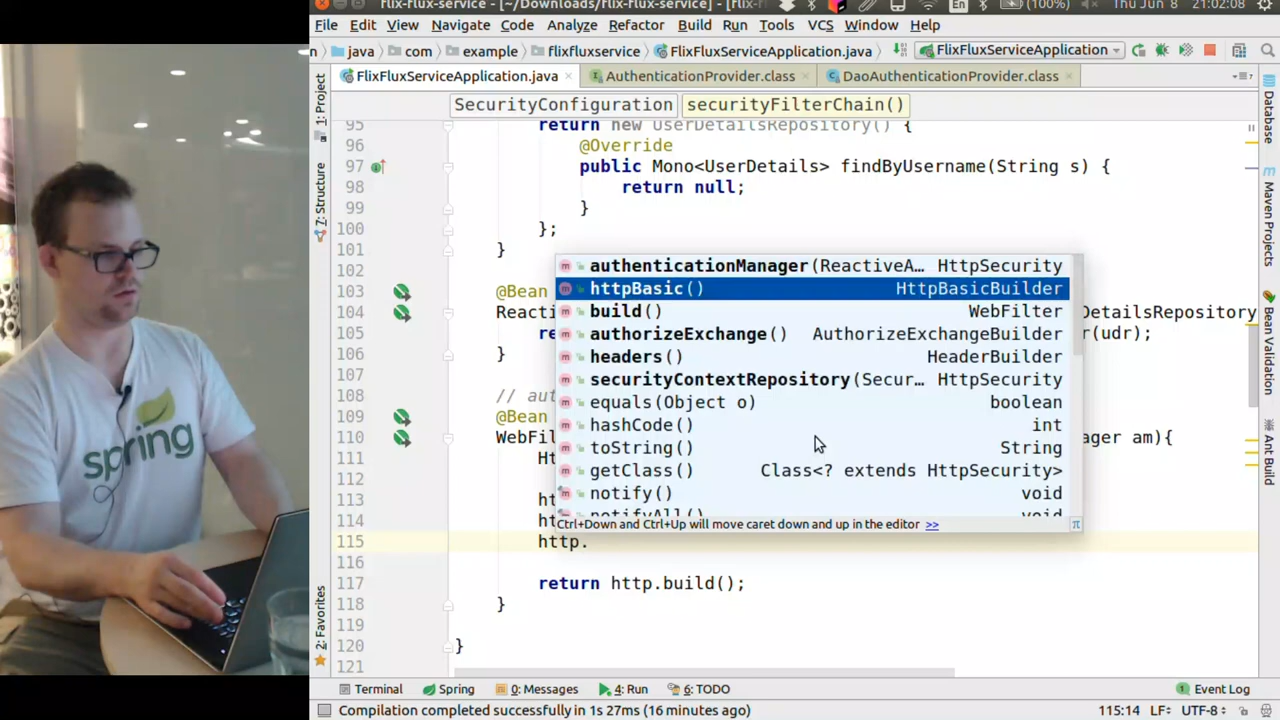 flix-flux-service - [~/Downloads/flix-flux-service] - [flix-f
En
(100%)
Thu Jun 8 21:02:08
File Edit View Navigate Code Analyze Refactor Build Run Tools VCS Window Help
java com example flixfluxservice FlixFluxServiceApplication.java FlixFluxServiceApplication
FlixFluxServiceApplication.java AuthenticationProvider.class DaoAuthenticationProvider.class
SecurityConfiguration securityFilterChain()
95 return new UserDetailsRepository() {
96 @Override
97 public Mono<UserDetails> findByUsername(String s) {
98 return null;
99 }
100 };
101 }
102
103 @Bean
104 Reac DetailsRepository
105 re r(udr);
106 }
107
108 // aut
109 @Bean
110 WebFil ager am){
111 Ht
113 ht
114 ht
115 http.
116
117 return http.build();
118 }
120 }
121
authenticationManager(ReactiveA... HttpSecurity
httpBasic() HttpBasicBuilder
build() WebFilter
authorizeExchange() AuthorizeExchangeBuilder
headers() HeaderBuilder
securityContextRepository(Secur... HttpSecurity
equals(Object o) boolean
hashCode() int
toString() String
getClass() Class<? extends HttpSecurity>
notify() void
notifyAll() void
Ctrl+Down and Ctrl+Up will move caret down and up in the editor >>
1: Project
7: Structure
2: Favorites
Database
Maven Projects
Bean Validation
Ant Build
Terminal Spring 0: Messages 4: Run 6: TODO 1 Event Log
Compilation completed successfully in 1s 27ms (16 minutes ago) 115:14 LF÷ UTF-8÷
spring